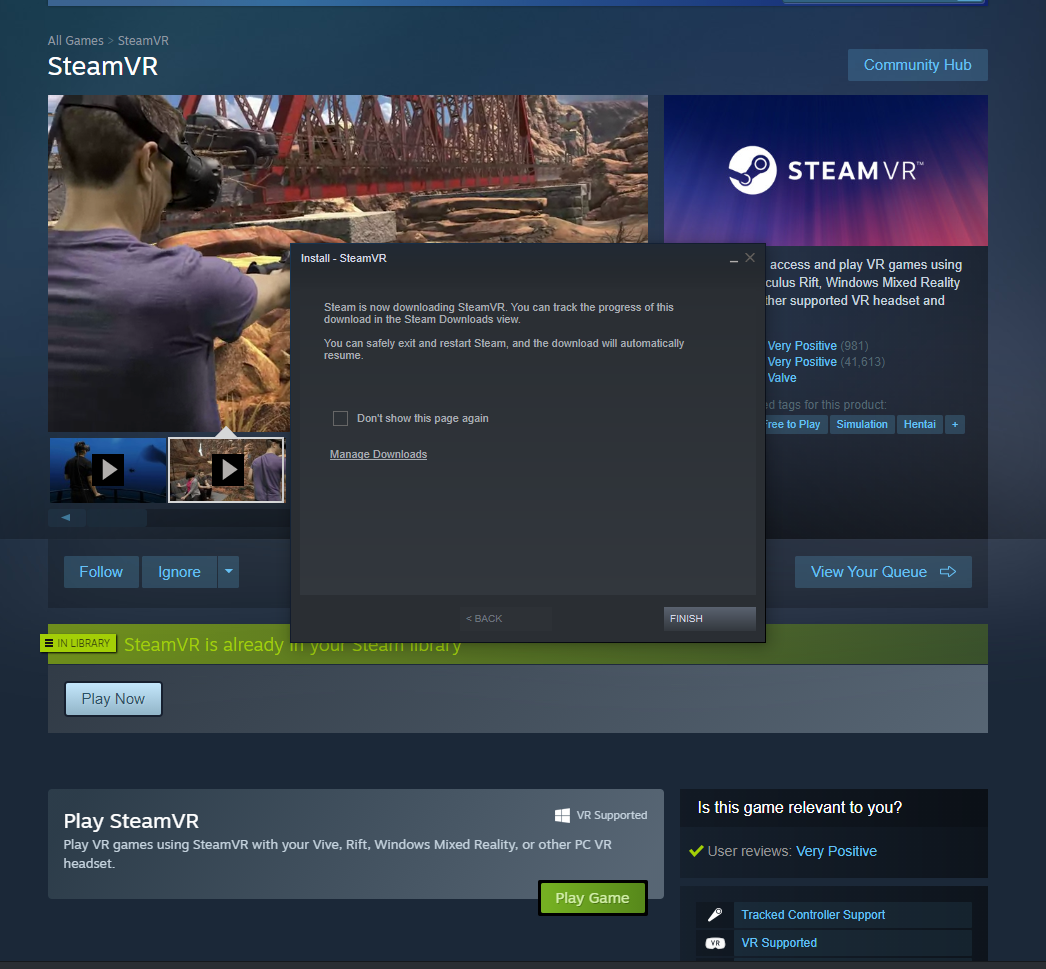 All Games > SteamVR
SteamVR
Community Hub
STEAMVR™
Install - SteamVR
access and play VR games using
culus Rift, Windows Mixed Reality
her supported VR headset and
Steam is now downloading SteamVR. You can track the progress of this
download in the Steam Downloads view.
You can safely exit and restart Steam, and the download will automatically
resume.
Very Positive (981)
Very Positive (41,613)
Valve
d tags for this product:
Free to Play Simulation Hentai +
Don't show this page again
Manage Downloads
Follow Ignore View Your Queue
< BACK FINISH
IN LIBRARY SteamVR is already in your Steam library
Play Now
Play SteamVR
VR Supported
Play VR games using SteamVR with your Vive, Rift, Windows Mixed Reality, or other PC VR
headset.
Play Game
Is this game relevant to you?
User reviews: Very Positive
Tracked Controller Support
VR VR Supported